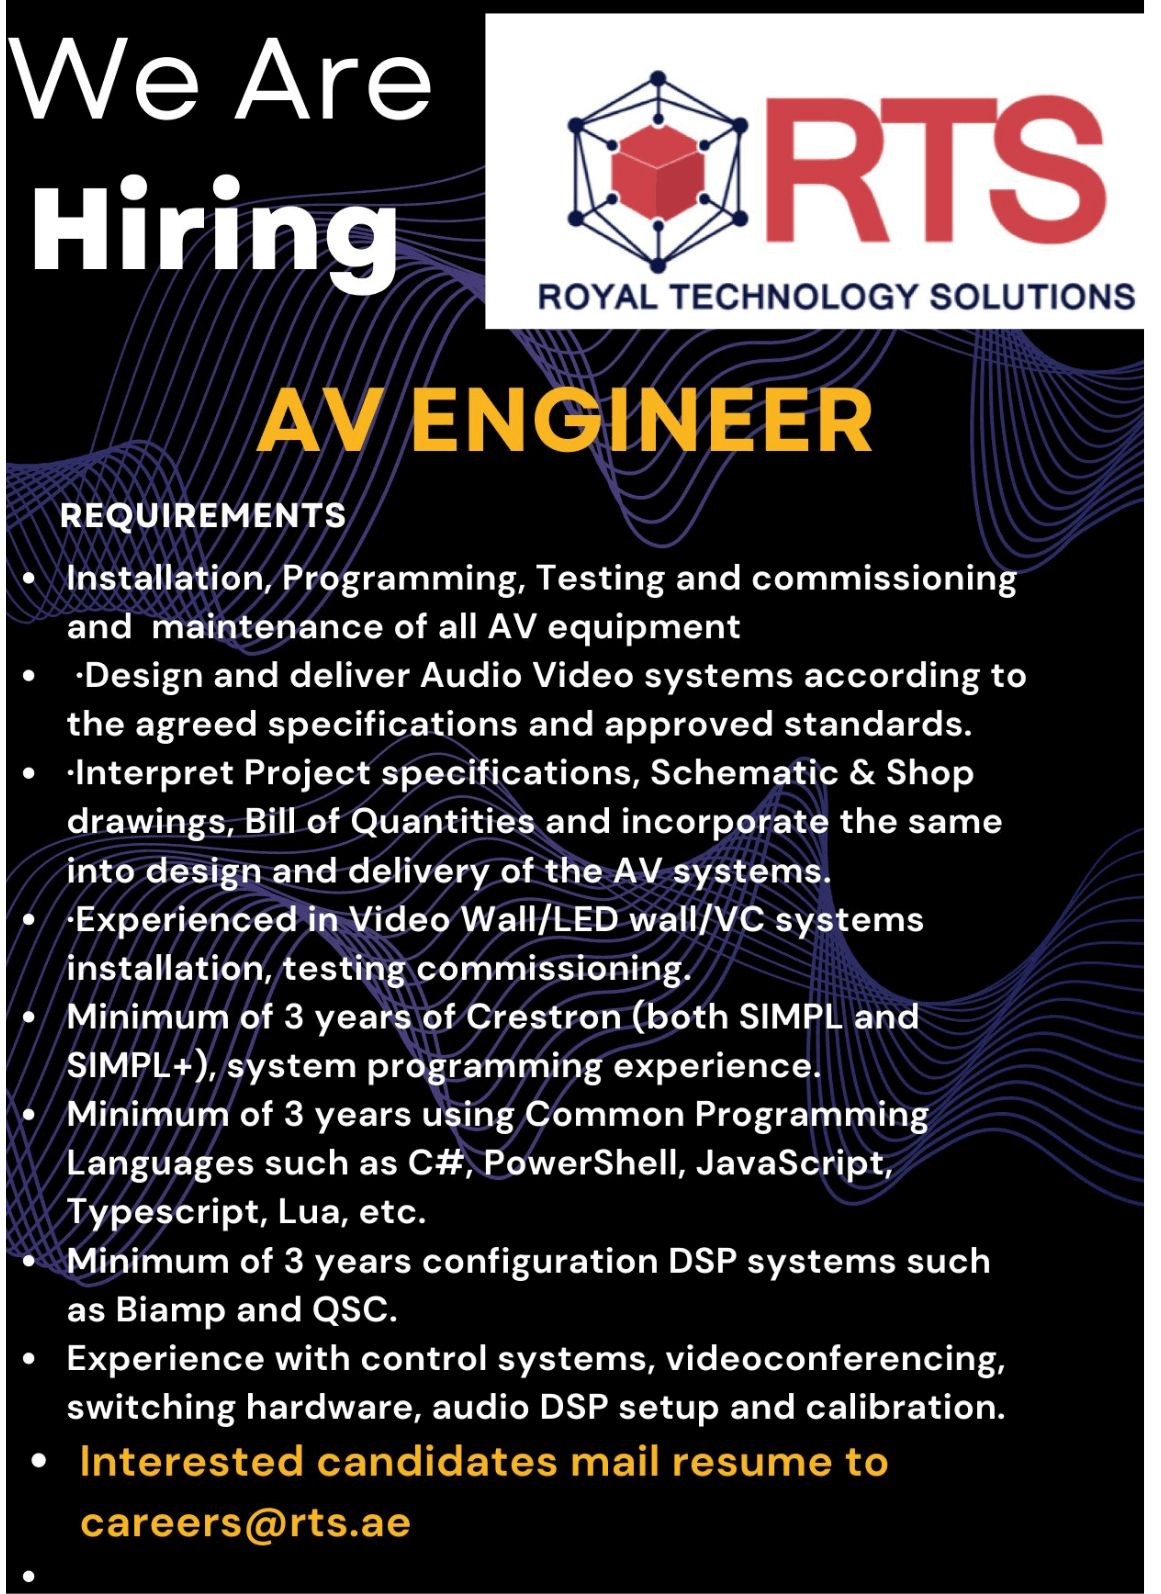 We Are
Hiring
RTS
ROYAL TECHNOLOGY SOLUTIONS
AV ENGINEER
REQUIREMENTS
• Installation, Programming, Testing and commissioning
and  maintenance of all AV equipment
• ·Design and deliver Audio Video systems according to
the agreed specifications and approved standards.
• ·Interpret Project specifications, Schematic & Shop
drawings, Bill of Quantities and incorporate the same
into design and delivery of the AV systems.
• ·Experienced in Video Wall/LED wall/VC systems
installation, testing commissioning.
• Minimum of 3 years of Crestron (both SIMPL and
SIMPL+), system programming experience.
• Minimum of 3 years using Common Programming
Languages such as C#, PowerShell, JavaScript,
Typescript, Lua, etc.
• Minimum of 3 years configuration DSP systems such
as Biamp and QSC.
• Experience with control systems, videoconferencing,
switching hardware, audio DSP setup and calibration.
• Interested candidates mail resume to
careers@rts.ae
•